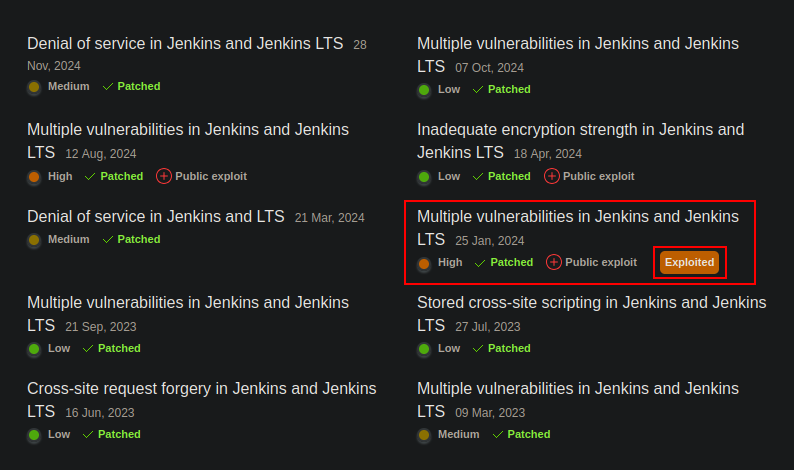 Denial of service in Jenkins and Jenkins LTS 28
Nov, 2024
Medium Patched
Multiple vulnerabilities in Jenkins and Jenkins
LTS 07 Oct, 2024
Low Patched
Multiple vulnerabilities in Jenkins and Jenkins
LTS 12 Aug, 2024
High Patched Public exploit
Inadequate encryption strength in Jenkins and
Jenkins LTS 18 Apr, 2024
Low Patched Public exploit
Denial of service in Jenkins and LTS 21 Mar, 2024
Medium Patched
Multiple vulnerabilities in Jenkins and Jenkins
LTS 25 Jan, 2024
High Patched Public exploit Exploited
Multiple vulnerabilities in Jenkins and Jenkins
LTS 21 Sep, 2023
Low Patched
Stored cross-site scripting in Jenkins and Jenkins
LTS 27 Jul, 2023
Low Patched
Cross-site request forgery in Jenkins and Jenkins
LTS 16 Jun, 2023
Low Patched
Multiple vulnerabilities in Jenkins and Jenkins
LTS 09 Mar, 2023
Medium Patched